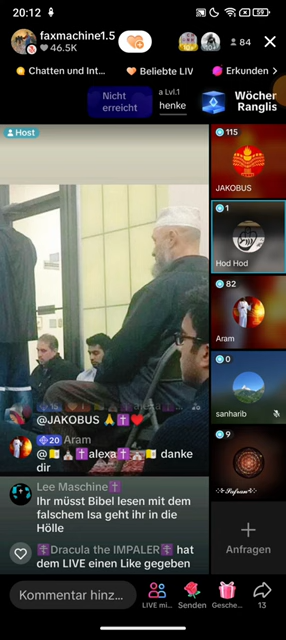 20:12
59
faxmachine1.5
46.5K
84
Chatten und Int...
Beliebte LIV
Erkunden >
Nicht
erreicht
a Lvl.1
henke
Wöcher
Ranglis
Host
115
JAKOBUS
1
Hod Hod
82
Aram
0
sanharib
9
Safram
@JAKOBUS 🙏✝️❤️
20 Aram
alexa danke
dir
Lee Maschine✝️
Ihr müsst Bibel lesen mit dem
falschem Isa geht ihr in die
Hölle
☦️Dracula the IMPALER☦️ hat
dem LIVE einen Like gegeben
Anfragen
Kommentar hinz...
LIVE mi...
Senden
Gesche...
13